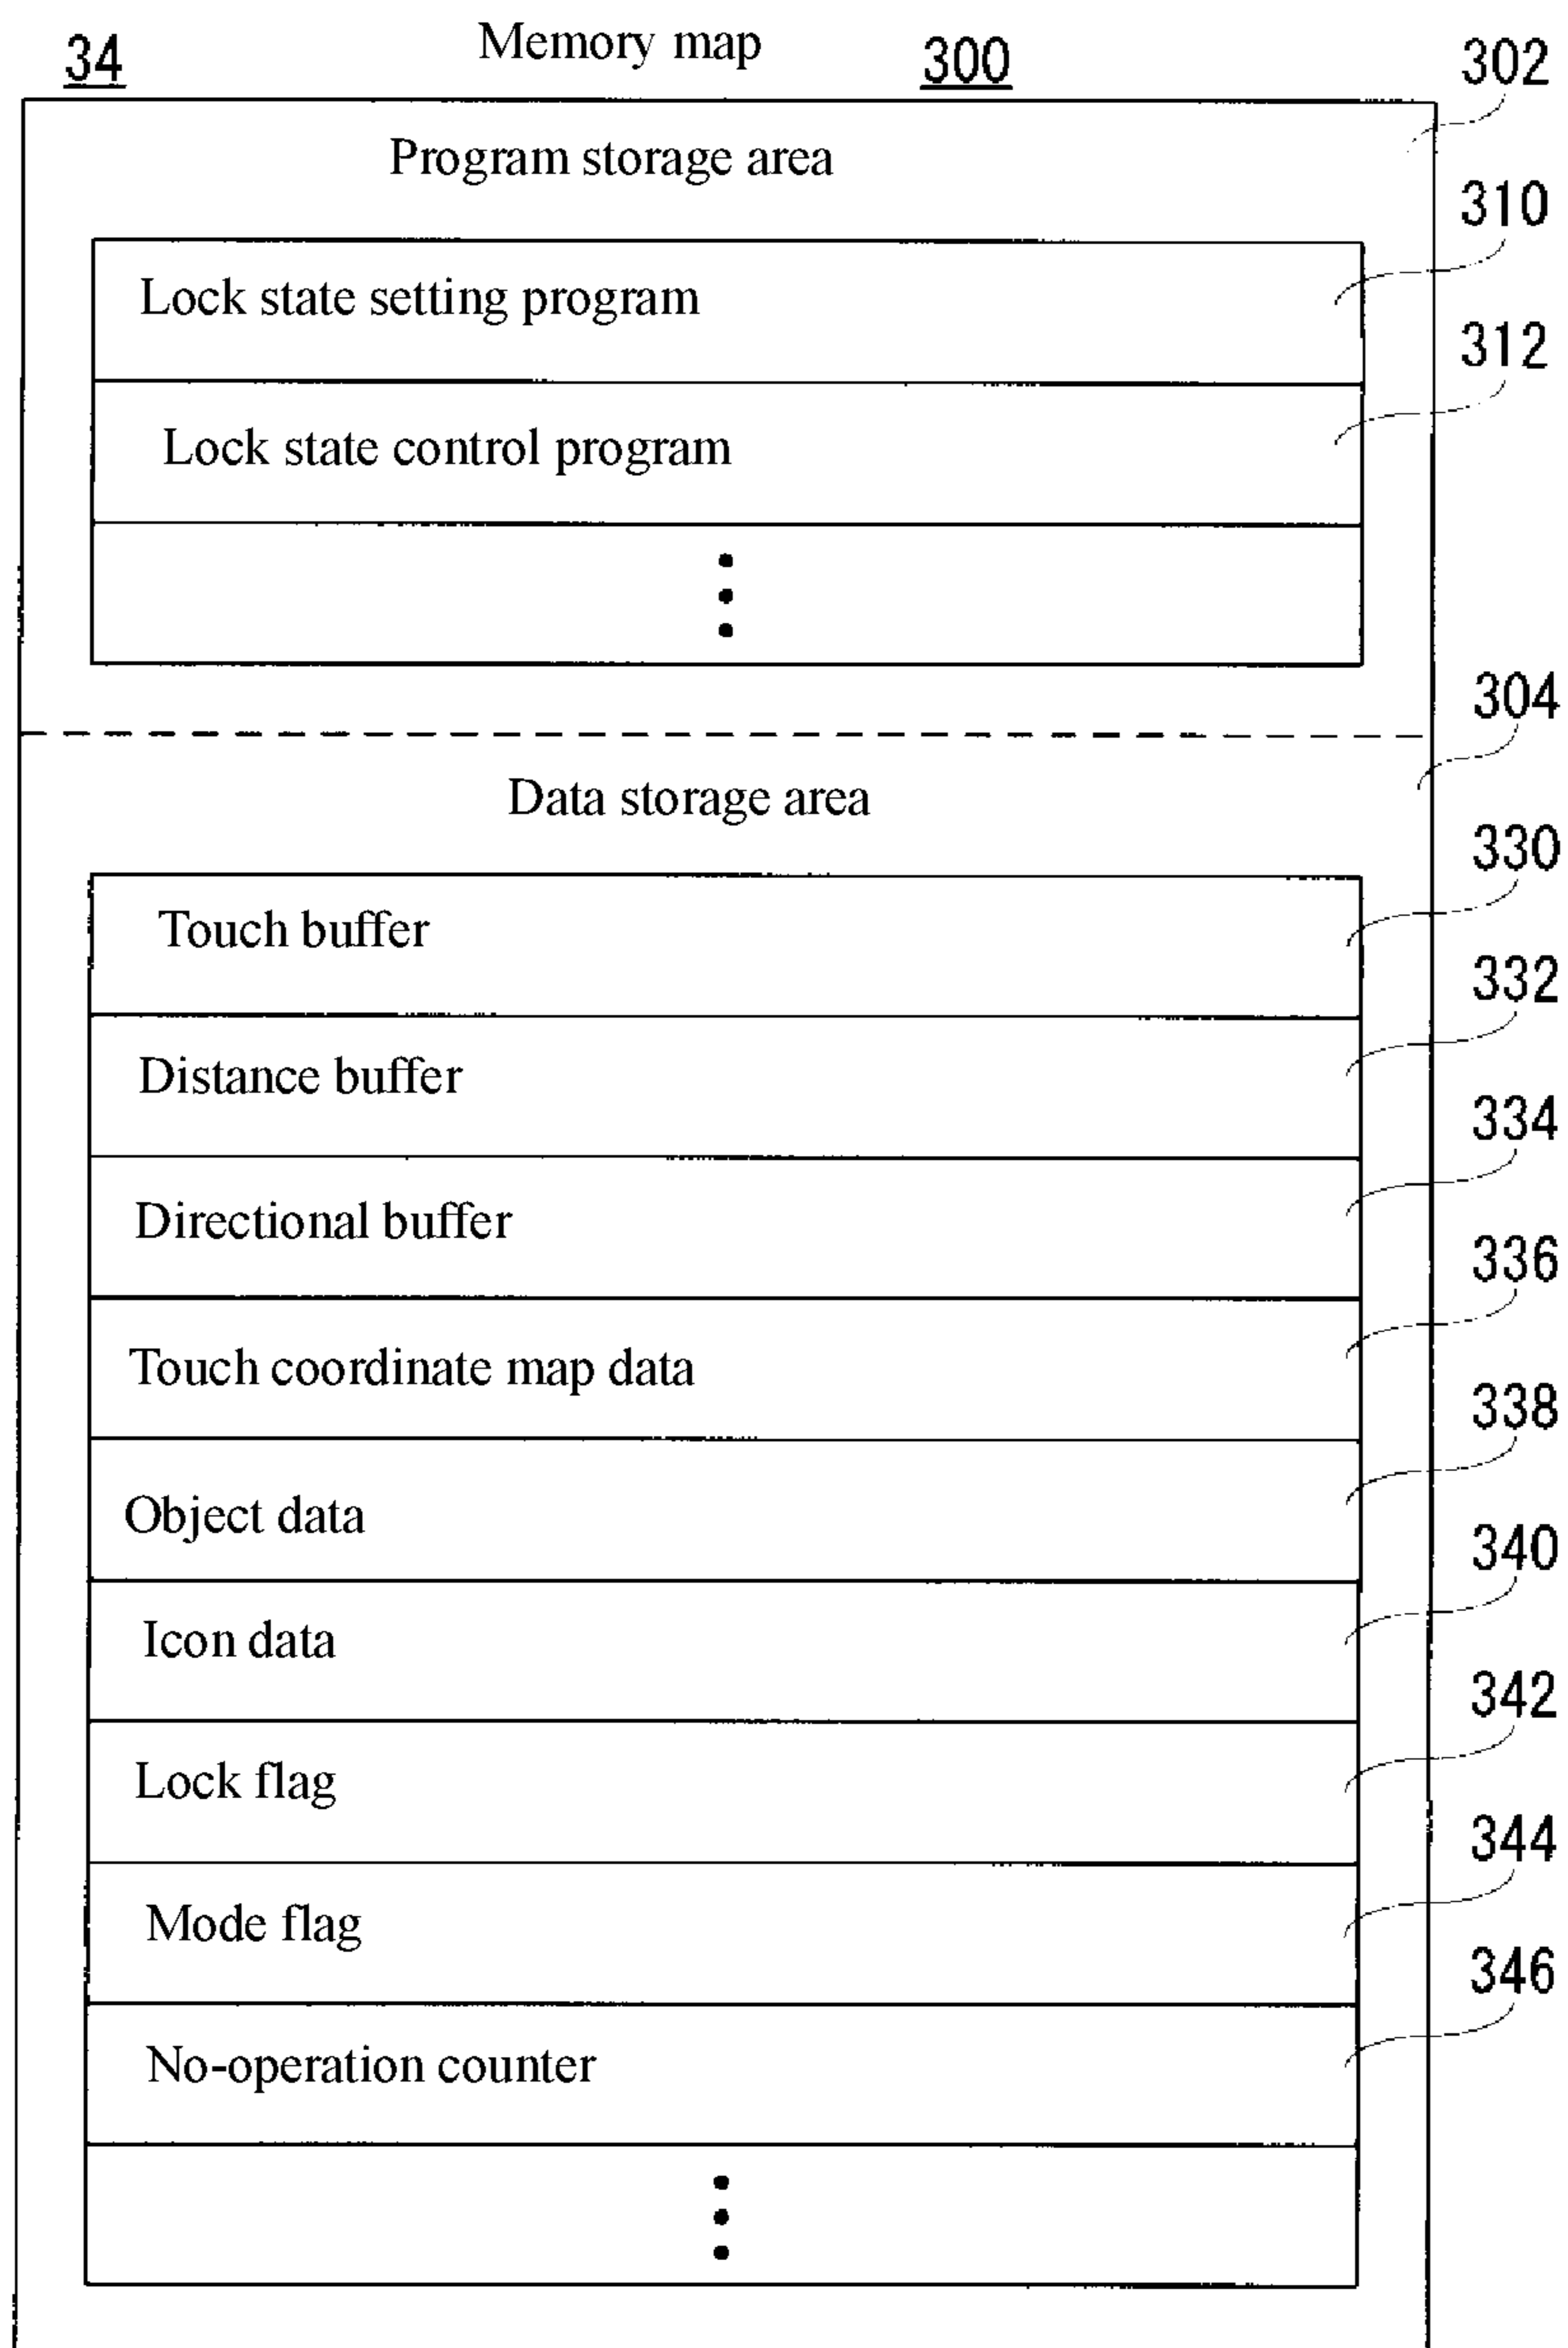 34 Memory map 300
302
Program storage area
310
Lock state setting program
312
Lock state control program
304
Data storage area
330
Touch buffer
332
Distance buffer
334
Directional buffer
336
Touch coordinate map data
338
Object data
340
Icon data
342
Lock flag
344
Mode flag
346
No-operation counter